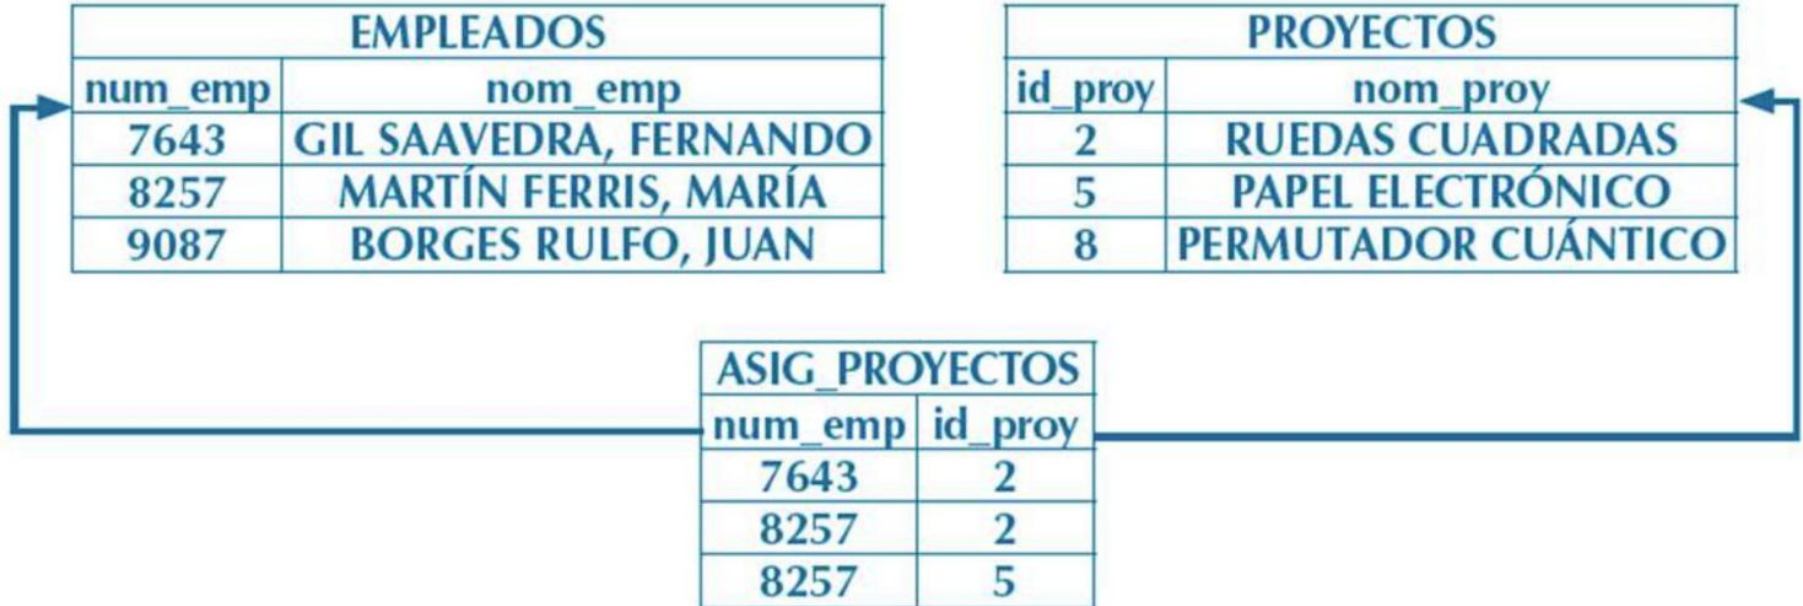 EMPLEADOS
num_emp nom_emp
7643 GIL SAAVEDRA, FERNANDO
8257 MARTÍN FERRIS, MARÍA
9087 BORGES RULFO, JUAN
PROYECTOS
id_proy nom_proy
2 RUEDAS CUADRADAS
5 PAPEL ELECTRÓNICO
8 PERMUTADOR CUÁNTICO
ASIG_PROYECTOS
num_emp id_proy
7643 2
8257 2
8257 5